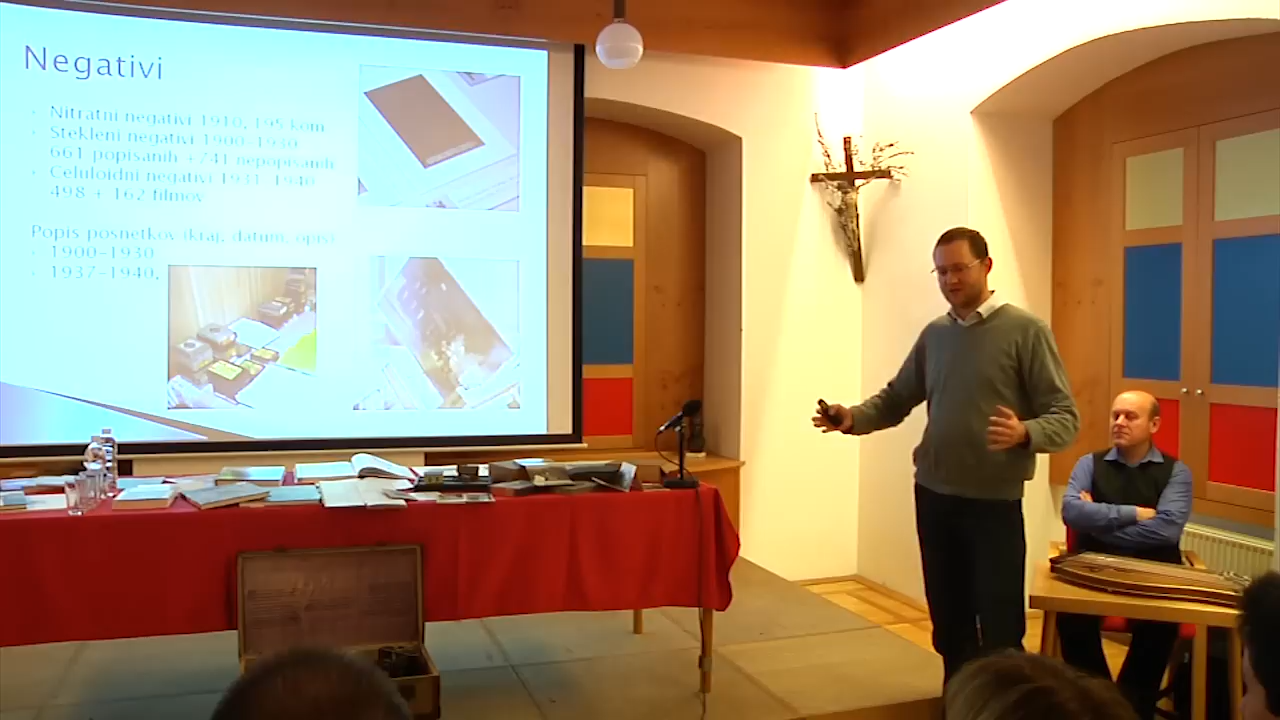 Negativi
Nitratni negativi 1910, 195 kom
Stekleni negativi 1900-1930
661 popisanih +241 nepopisanih
Celuloidni negativi 1931-1940
498 + 162 filmov
Popis posnetkov (kraj, datum, opis)
1900-1930
1937-1940,